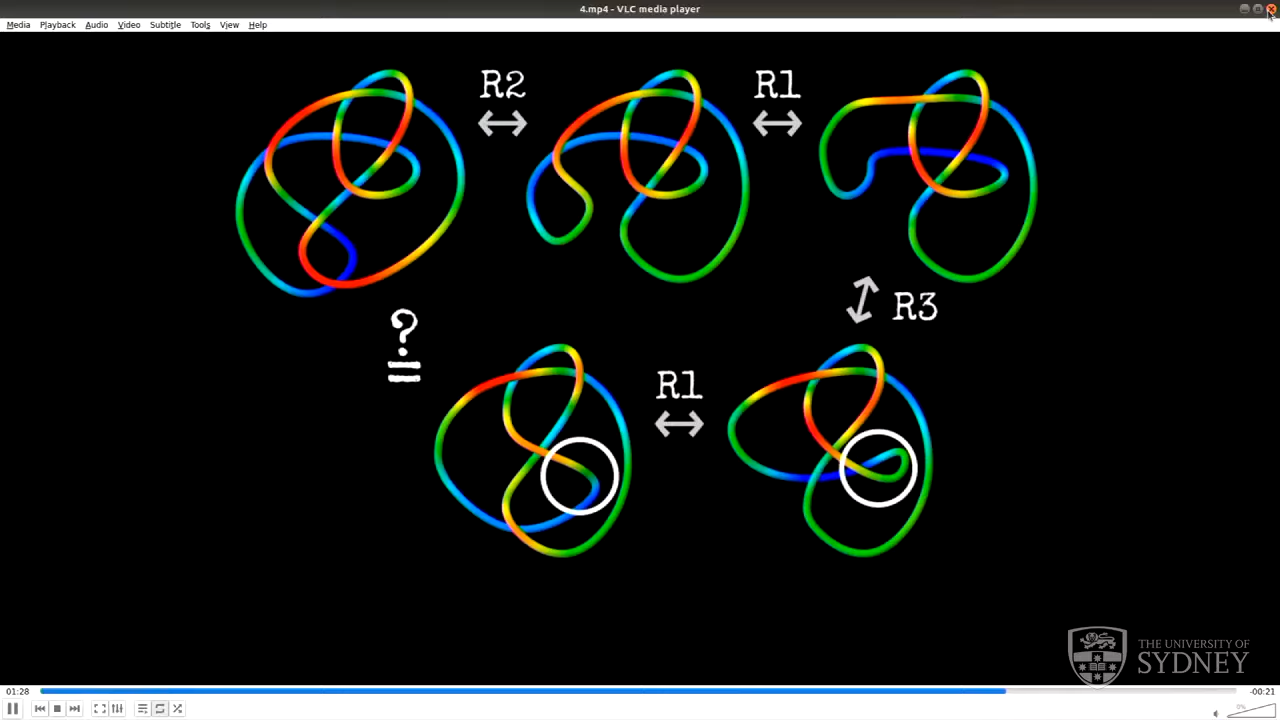 4.mp4 - VLC media player
Media Playback Audio Video Subtitle Tools View Help
R2
R1
R3
?
=
R1
THE UNIVERSITY OF
SYDNEY
01:28
-00:21
0%